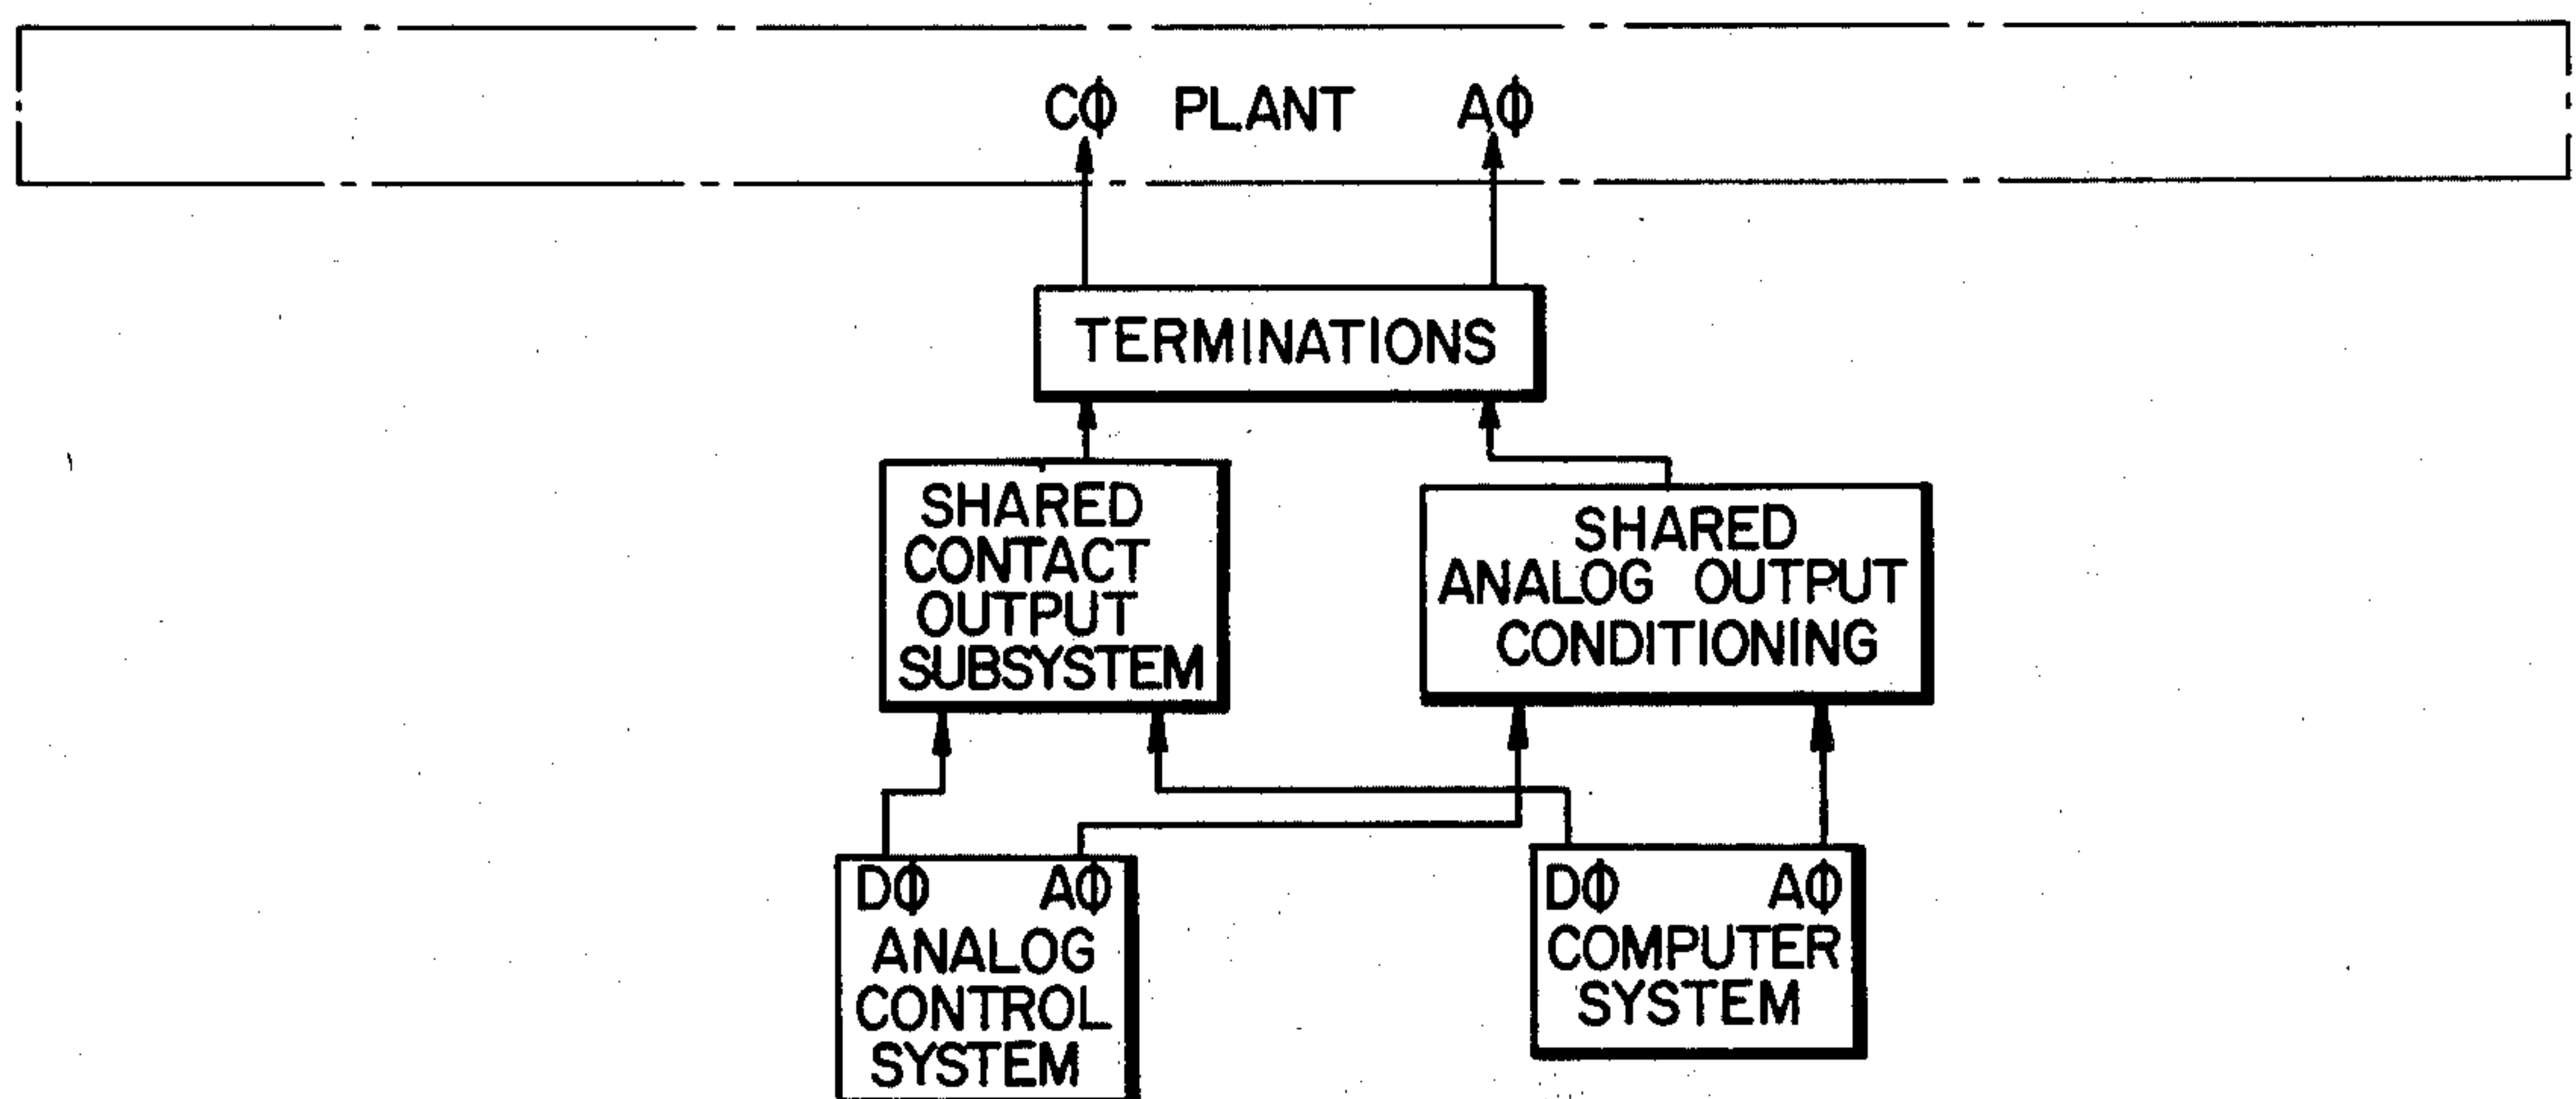 CΦ PLANT AΦ
TERMINATIONS
SHARED
CONTACT
OUTPUT
SUBSYSTEM
SHARED
ANALOG OUTPUT
CONDITIONING
DΦ AΦ
ANALOG
CONTROL
SYSTEM
DΦ AΦ
COMPUTER
SYSTEM